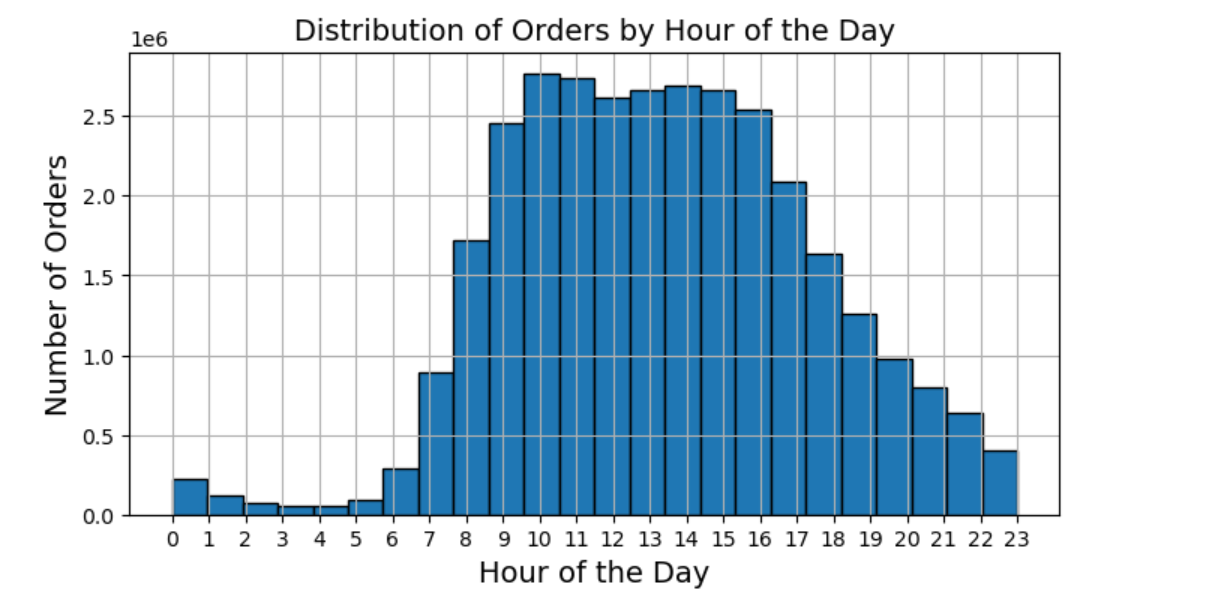 Distribution of Orders by Hour of the Day
1e6
2.5
2.0
1.5
1.0
0.5
0.0
Number of Orders
0 1 2 3 4 5 6 7 8 9 10 11 12 13 14 15 16 17 18 19 20 21 22 23
Hour of the Day